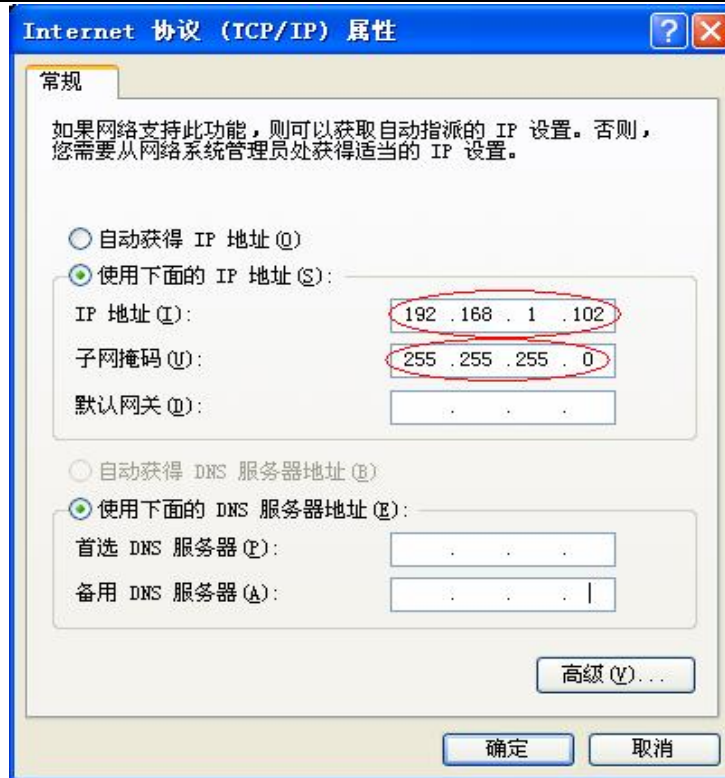 Internet 协议 (TCP/IP) 属性
常规
如果网络支持此功能，则可以获取自动指派的 IP 设置。否则，
您需要从网络系统管理员处获得适当的 IP 设置。
自动获得 IP 地址(O)
使用下面的 IP 地址(S):
IP 地址(I): 192 .168 . 1 .102
子网掩码(U): 255 .255 .255 . 0
默认网关(D): . . .
自动获得 DNS 服务器地址(B)
使用下面的 DNS 服务器地址(E):
首选 DNS 服务器(P): . . .
备用 DNS 服务器(A): . . .
高级(V)...
确定 取消